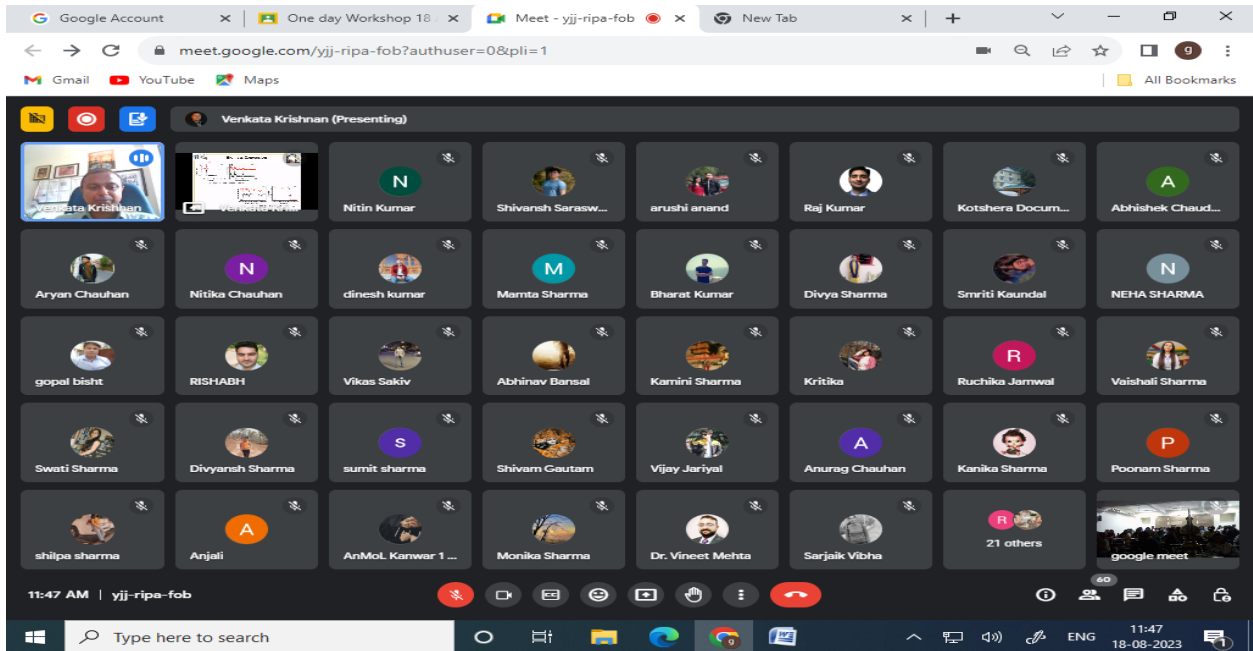 Google Account
One day Workshop 18
Meet - yjj-ripa-fob
New Tab
meet.google.com/yjj-ripa-fob?authuser=0&pli=1
g
Gmail YouTube Maps
All Bookmarks
Venkata Krishnan (Presenting)
Venkata Krishnan
N
Nitin Kumar
Shivansh Sarasw...
arushi anand
Raj Kumar
Kotshera Docum...
A
Abhishek Chaud...
Aryan Chauhan
N
Nitika Chauhan
dinesh kumar
M
Mamta Sharma
Bharat Kumar
Divya Sharma
Smriti Kaundal
N
NEHA SHARMA
gopal bisht
RISHABH
Vikas Sakiv
Abhinav Bansal
Kamini Sharma
Kritika
R
Ruchika Jamwal
Vaishali Sharma
Swati Sharma
Divyansh Sharma
s
sumit sharma
Shivam Gautam
Vijay Jariyal
A
Anurag Chauhan
Kanika Sharma
P
Poonam Sharma
shilpa sharma
A
Anjali
AnMoL Kanwar 1 ...
Monika Sharma
Dr. Vineet Mehta
Sarjaik Vibha
R
21 others
google meet
11:47 AM | yjj-ripa-fob
60
Type here to search
ENG
11:47
18-08-2023
1